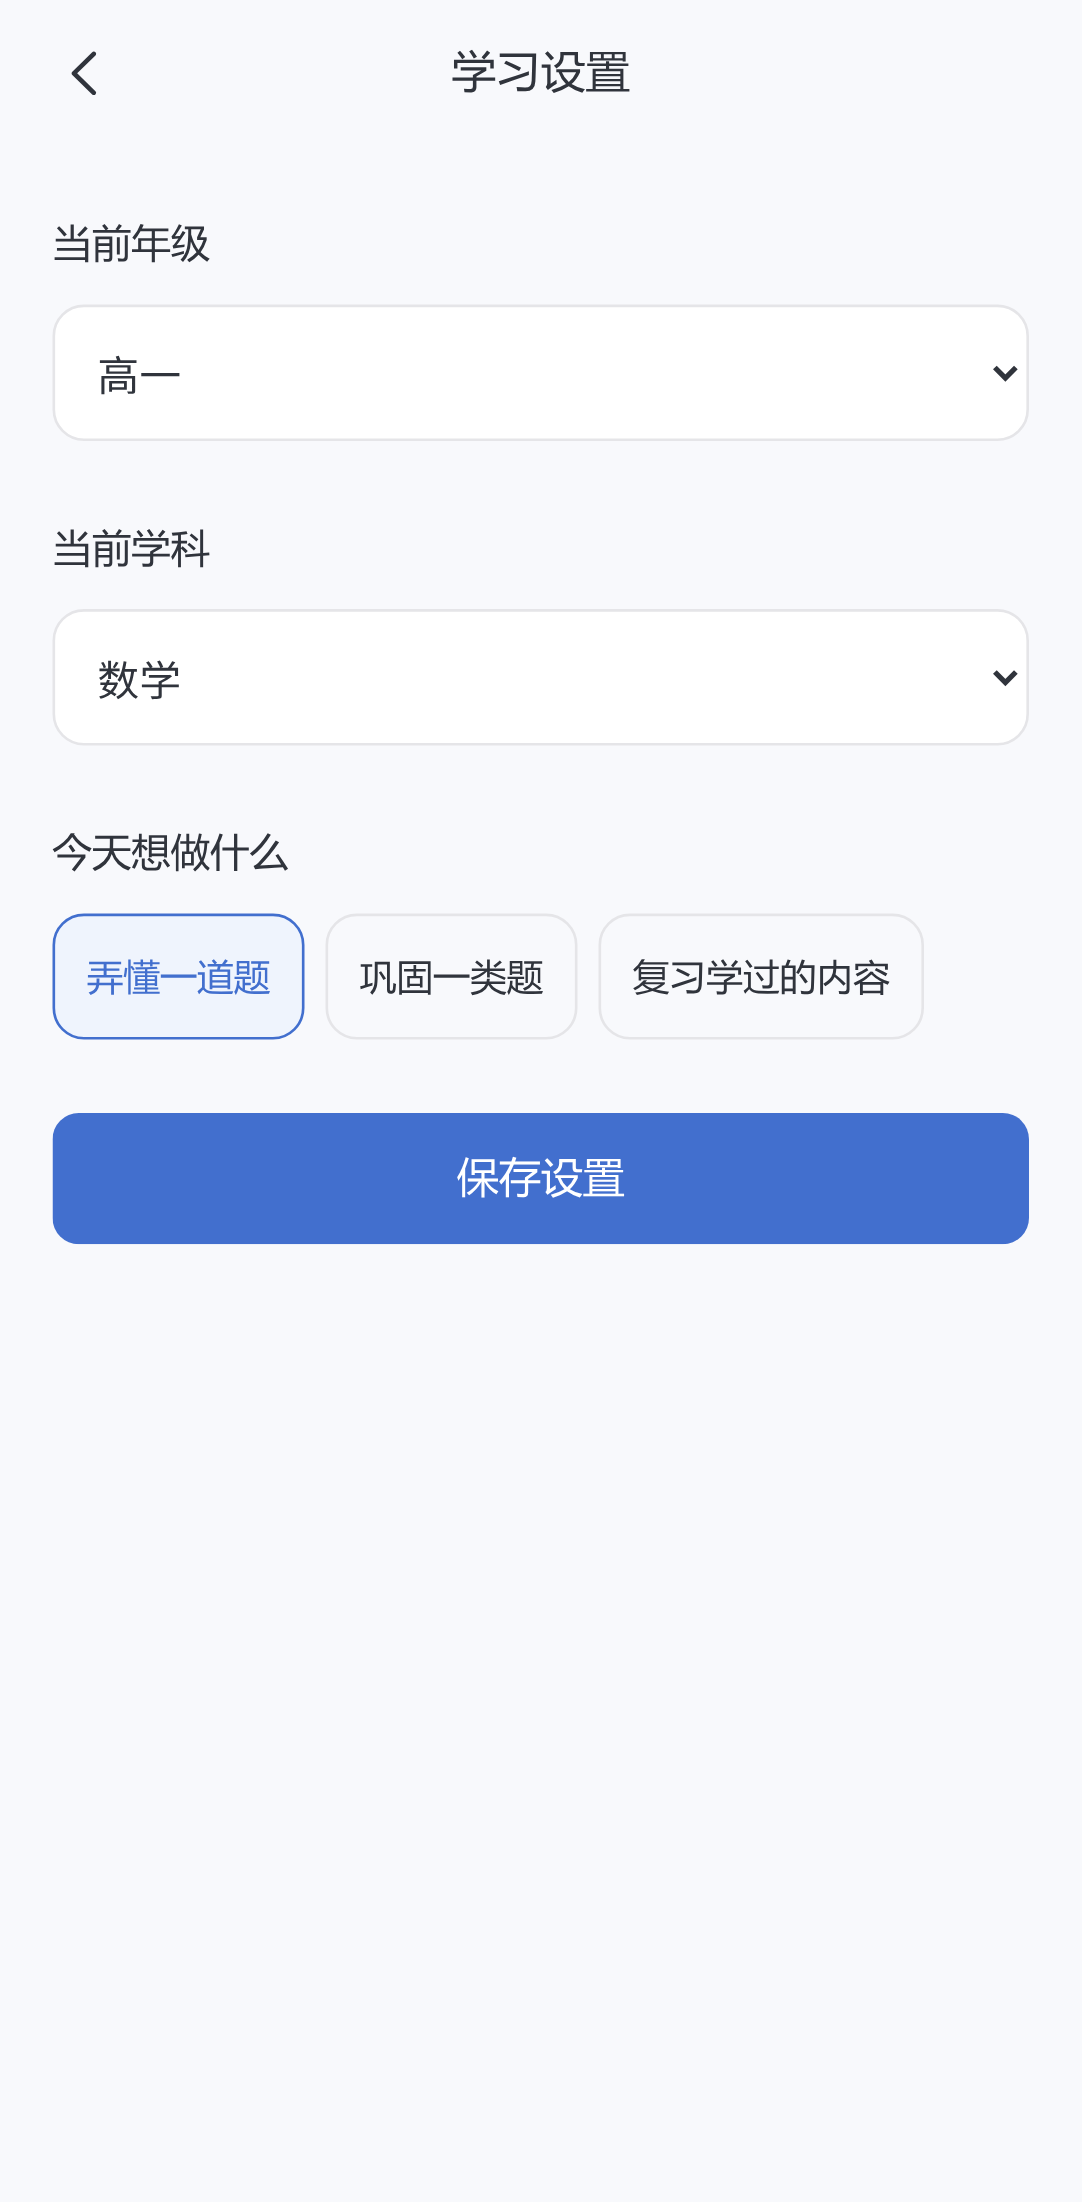 学习设置
当前年级
高一
当前学科
数学
今天想做什么
弄懂一道题 巩固一类题 复习学过的内容
保存设置